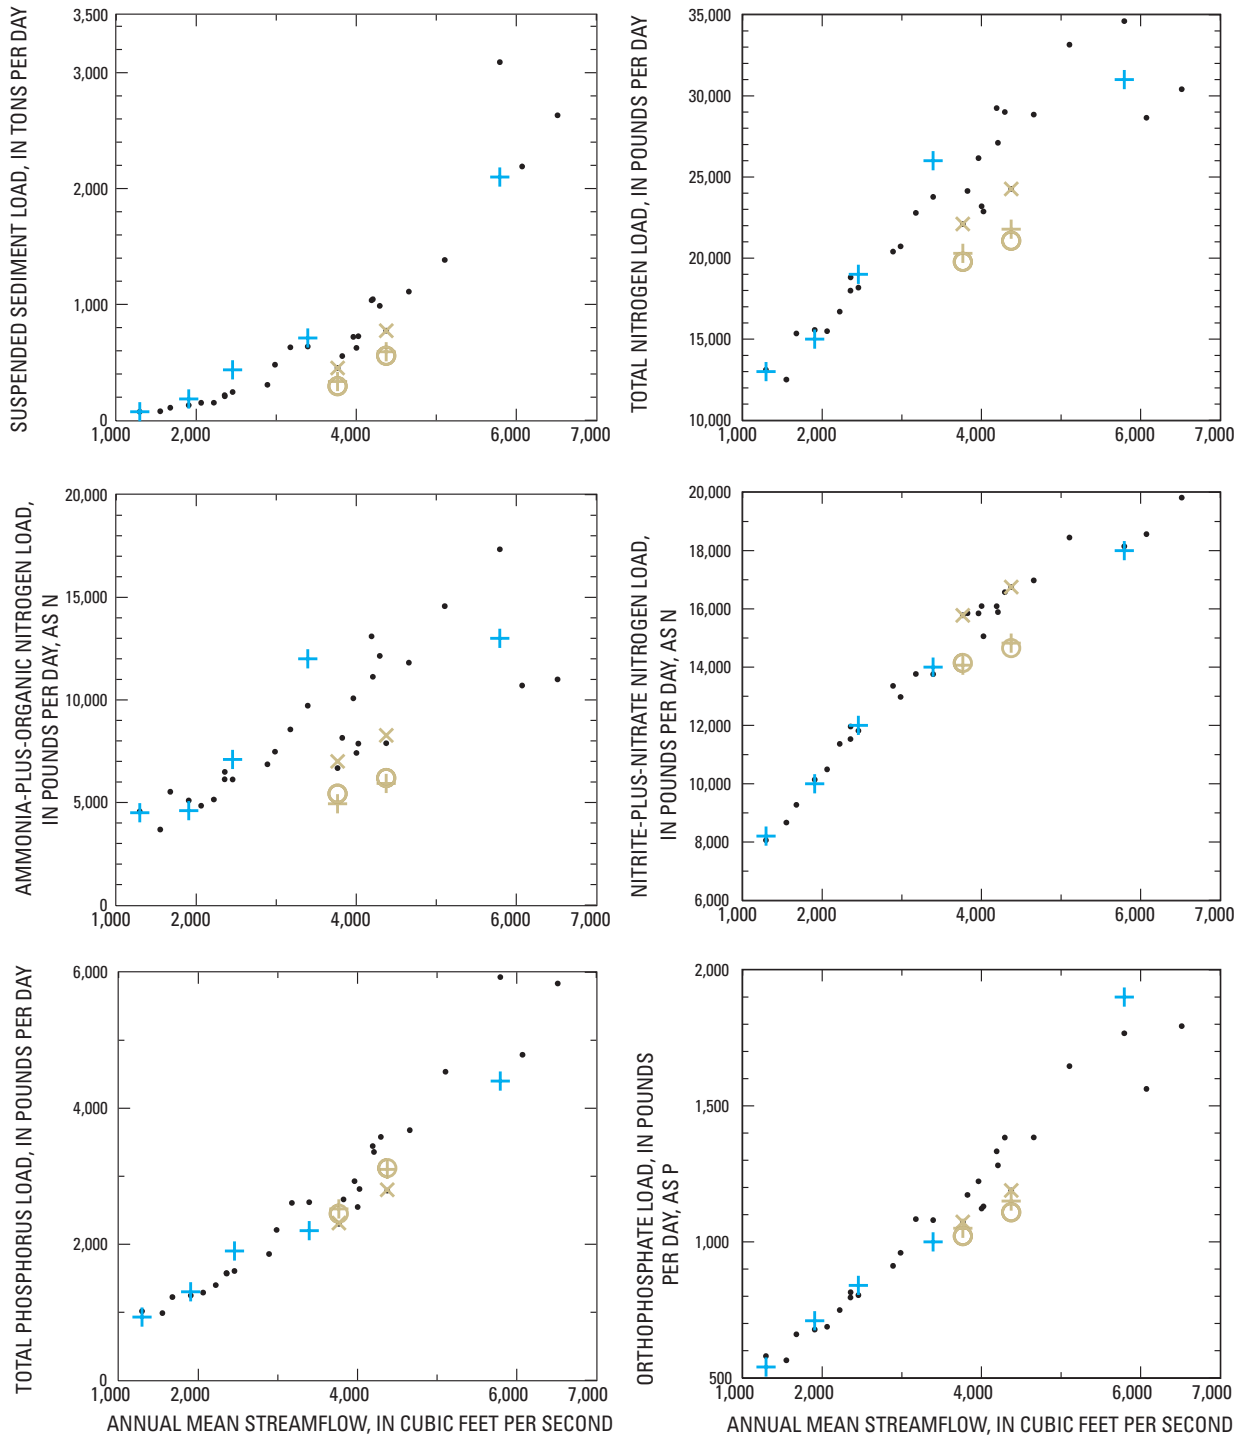 SUSPENDED SEDIMENT LOAD, IN TONS PER DAY
3,500
3,000
2,000
1,000
0
1,000 2,000 4,000 6,000 7,000
TOTAL NITROGEN LOAD, IN POUNDS PER DAY
35,000
30,000
25,000
20,000
15,000
10,000
1,000 2,000 4,000 6,000 7,000
AMMONIA-PLUS-ORGANIC NITROGEN LOAD,
IN POUNDS PER DAY, AS N
20,000
15,000
10,000
5,000
0
1,000 2,000 4,000 6,000 7,000
NITRITE-PLUS-NITRATE NITROGEN LOAD,
IN POUNDS PER DAY, AS N
20,000
18,000
16,000
14,000
12,000
10,000
8,000
6,000
1,000 2,000 4,000 6,000 7,000
TOTAL PHOSPHORUS LOAD, IN POUNDS PER DAY
6,000
4,000
2,000
0
1,000 2,000 4,000 6,000 7,000
ANNUAL MEAN STREAMFLOW, IN CUBIC FEET PER SECOND
ORTHOPHOSPHATE LOAD, IN POUNDS
PER DAY, AS P
2,000
1,500
1,000
500
1,000 2,000 4,000 6,000 7,000
ANNUAL MEAN STREAMFLOW, IN CUBIC FEET PER SECOND